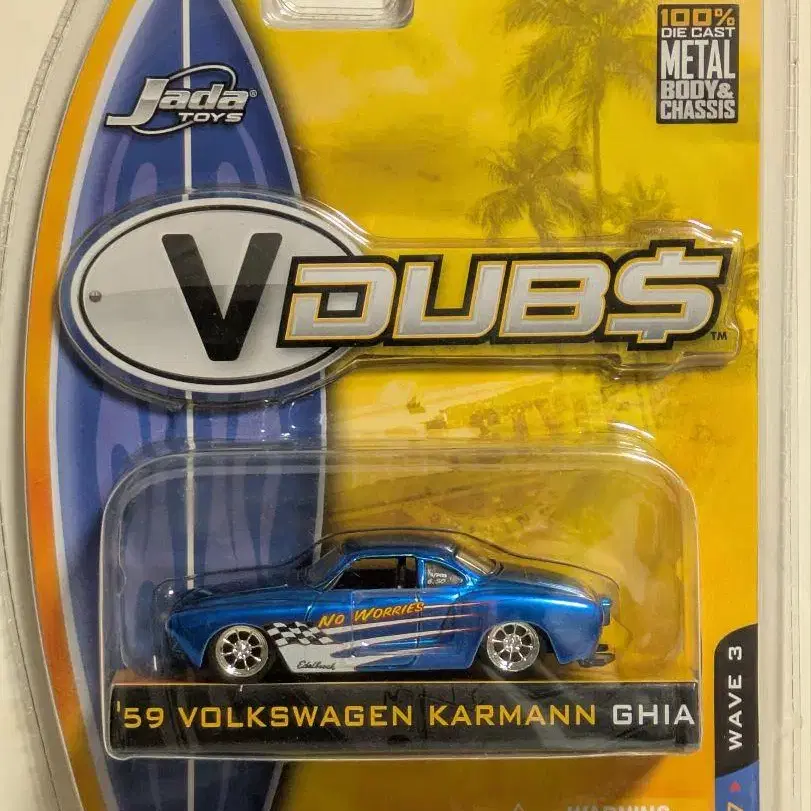 Jada®
TOYS
100%
DIE CAST
METAL
BODY&
CHASSIS
V DUB$™
NO WORRIES
Edelbrock
'59 VOLKSWAGEN KARMANN GHIA
WAVE 3
WARNING